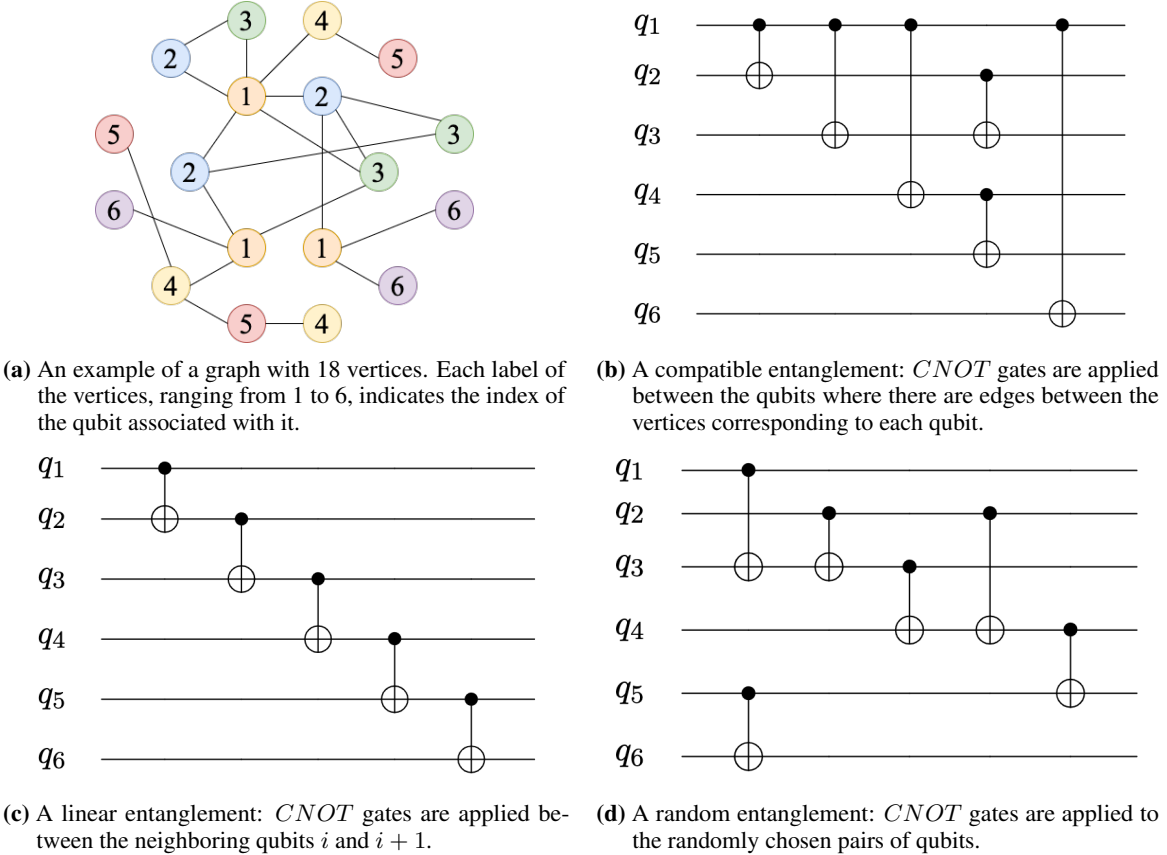 3 4
2 5
1 2
5 3
2 3
6 6
1 1
4 6
5 4
q1
q2
q3
q4
q5
q6
(a) An example of a graph with 18 vertices. Each label of
the vertices, ranging from 1 to 6, indicates the index of
the qubit associated with it.
(b) A compatible entanglement: CNOT gates are applied
between the qubits where there are edges between the
vertices corresponding to each qubit.
q1
q2
q3
q4
q5
q6
(c) A linear entanglement: CNOT gates are applied be-
tween the neighboring qubits i and i + 1.
q1
q2
q3
q4
q5
q6
(d) A random entanglement: CNOT gates are applied to
the randomly chosen pairs of qubits.